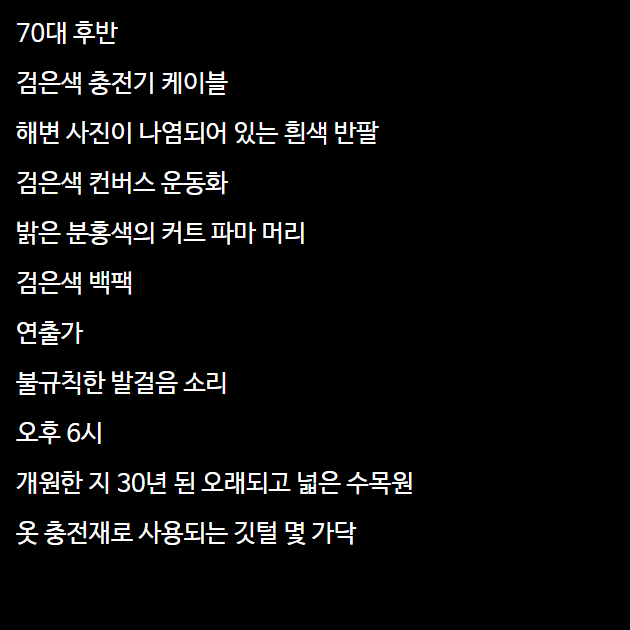 70대 후반
검은색 충전기 케이블
해변 사진이 나염되어 있는 흰색 반팔
검은색 컨버스 운동화
밝은 분홍색의 커트 파마 머리
검은색 백팩
연출가
불규칙한 발걸음 소리
오후 6시
개원한 지 30년 된 오래되고 넓은 수목원
옷 충전재로 사용되는 깃털 몇 가닥